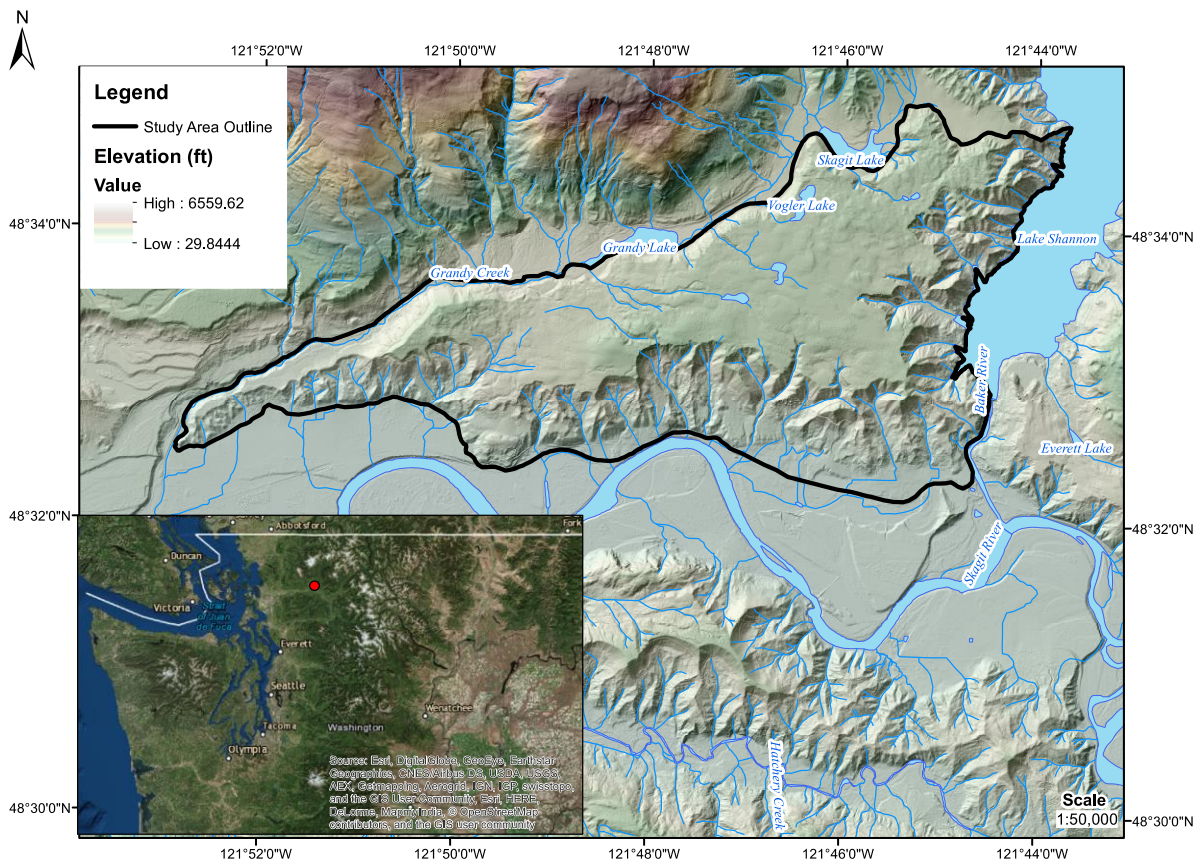 N
121°52'0"W
121°50'0"W
121°48'0"W
121°46'0"W
121°44'0"W
Legend
Study Area Outline
Elevation (ft)
Value
High : 6559.62
Low : 29.8444
Skagit Lake
Vogler Lake
48°34'0"N
48°34'0"N
Grandy Lake
Lake Shannon
Grandy Creek
Baker River
Everett Lake
48°32'0"N
48°32'0"N
Skagit River
Abbotsford
Fork
Duncan
Victoria
Strait
of Juan
de Fuca
Everett
Seattle
Wenatchee
Tacoma
Washington
Olympia
Hatchery Creek
Source: Esri, DigitalGlobe, GeoEye, Earthstar
Geographics, CNES/Airbus DS, USDA, USGS,
AEX, Getmapping, Aerogrid, IGN, IGP, swisstopo,
and the GIS User Community, Esri, HERE,
DeLorme, MapmyIndia, © OpenStreetMap
contributors, and the GIS user community
Scale
1:50,000
48°30'0"N
48°30'0"N
121°52'0"W
121°50'0"W
121°48'0"W
121°46'0"W
121°44'0"W